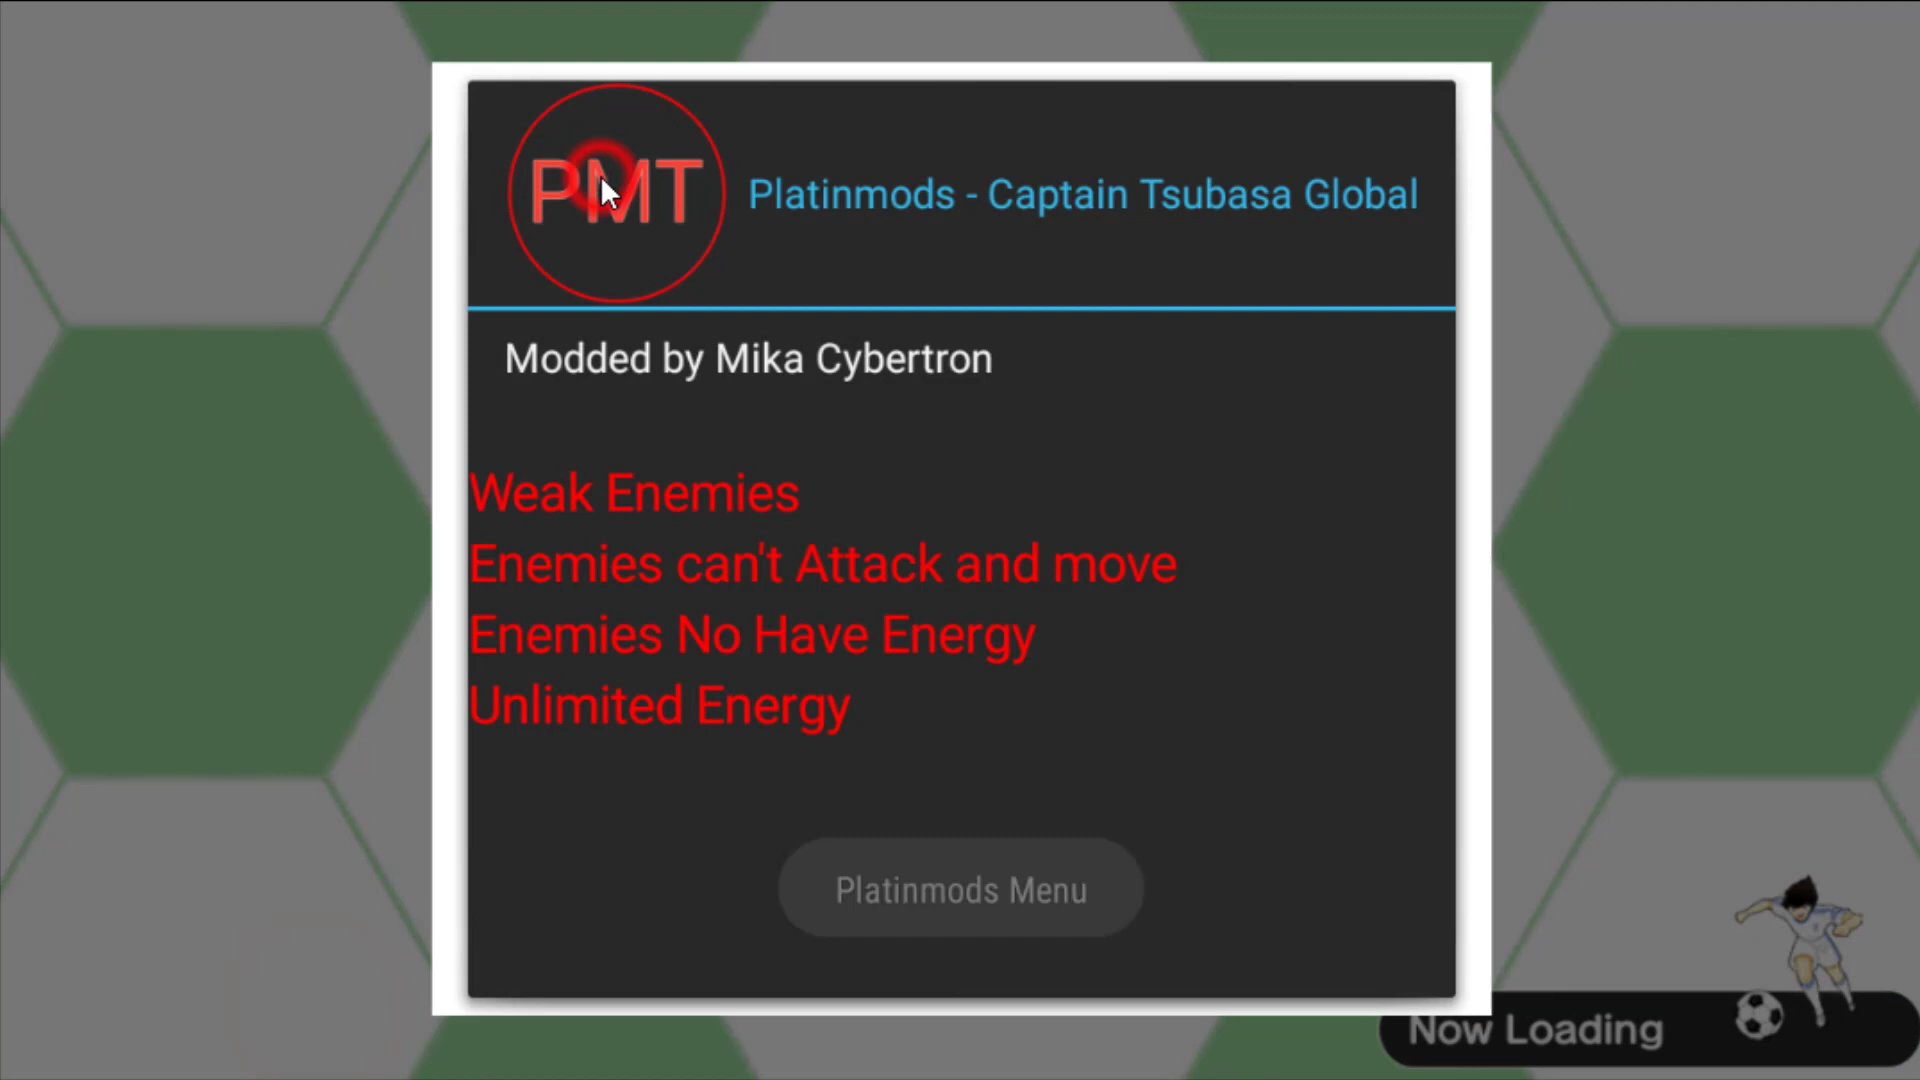 PMT
Platinmods - Captain Tsubasa Global
Modded by Mika Cybertron
Weak Enemies
Enemies can't Attack and move
Enemies No Have Energy
Unlimited Energy
Platinmods Menu
Now Loading